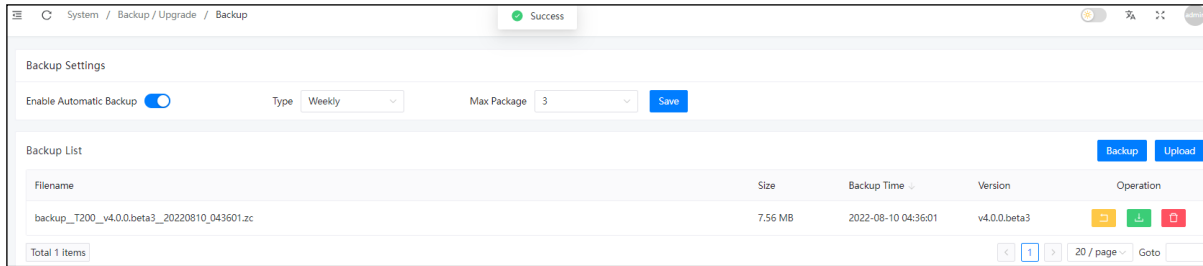 System / Backup / Upgrade / Backup
Success
admin
Backup Settings
Enable Automatic Backup Type Weekly Max Package 3 Save
Backup List Backup Upload
Filename Size Backup Time Version Operation
backup__T200__v4.0.0.beta3__20220810_043601.zc 7.56 MB 2022-08-10 04:36:01 v4.0.0.beta3
Total 1 items 1 20 / page Goto